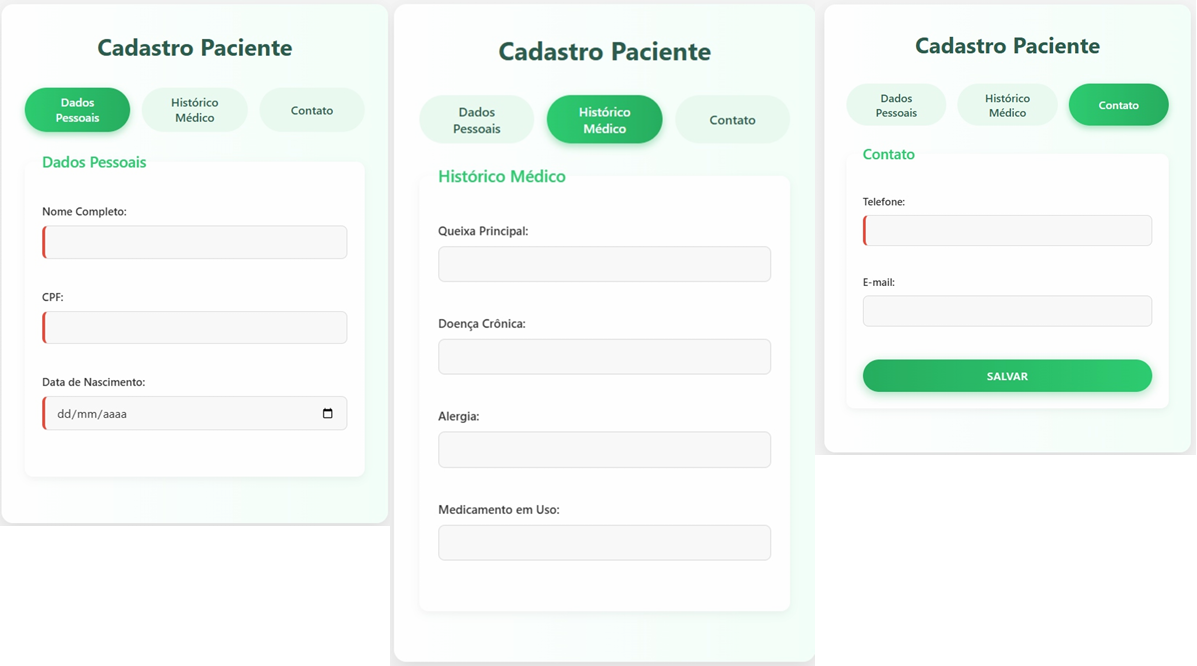 Cadastro Paciente
Dados
Pessoais
Histórico
Médico
Contato
Dados Pessoais
Nome Completo:
CPF:
Data de Nascimento:
dd/mm/aaaa
Cadastro Paciente
Dados
Pessoais
Histórico
Médico
Contato
Histórico Médico
Queixa Principal:
Doença Crônica:
Alergia:
Medicamento em Uso:
Cadastro Paciente
Dados
Pessoais
Histórico
Médico
Contato
Contato
Telefone:
E-mail:
SALVAR